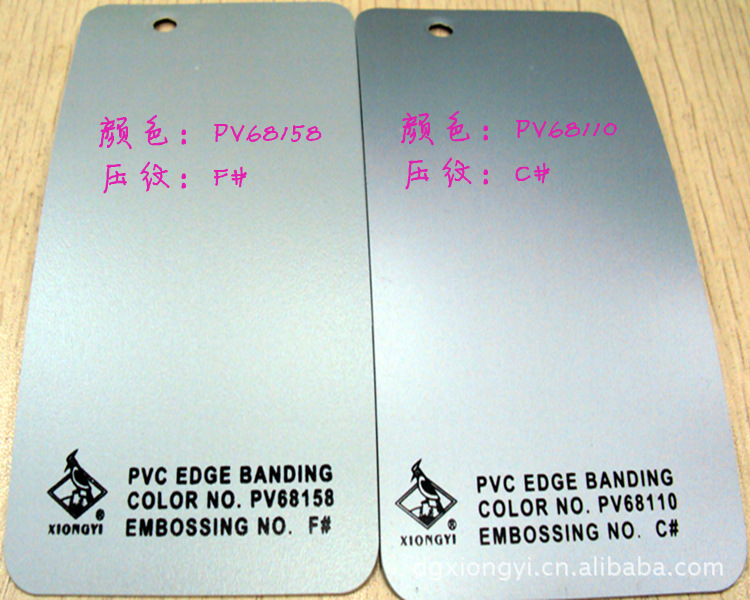 颜色：PV68158
压纹：F#
颜色：PV68110
压纹：C#
PVC EDGE BANDING
COLOR NO. PV68158
EMBOSSING NO. F#
XIONGYI ®
PVC EDGE BANDING
COLOR NO. PV68110
EMBOSSING NO. C#
XIONGYI ®
dgxiongyi.cn.alibaba.com